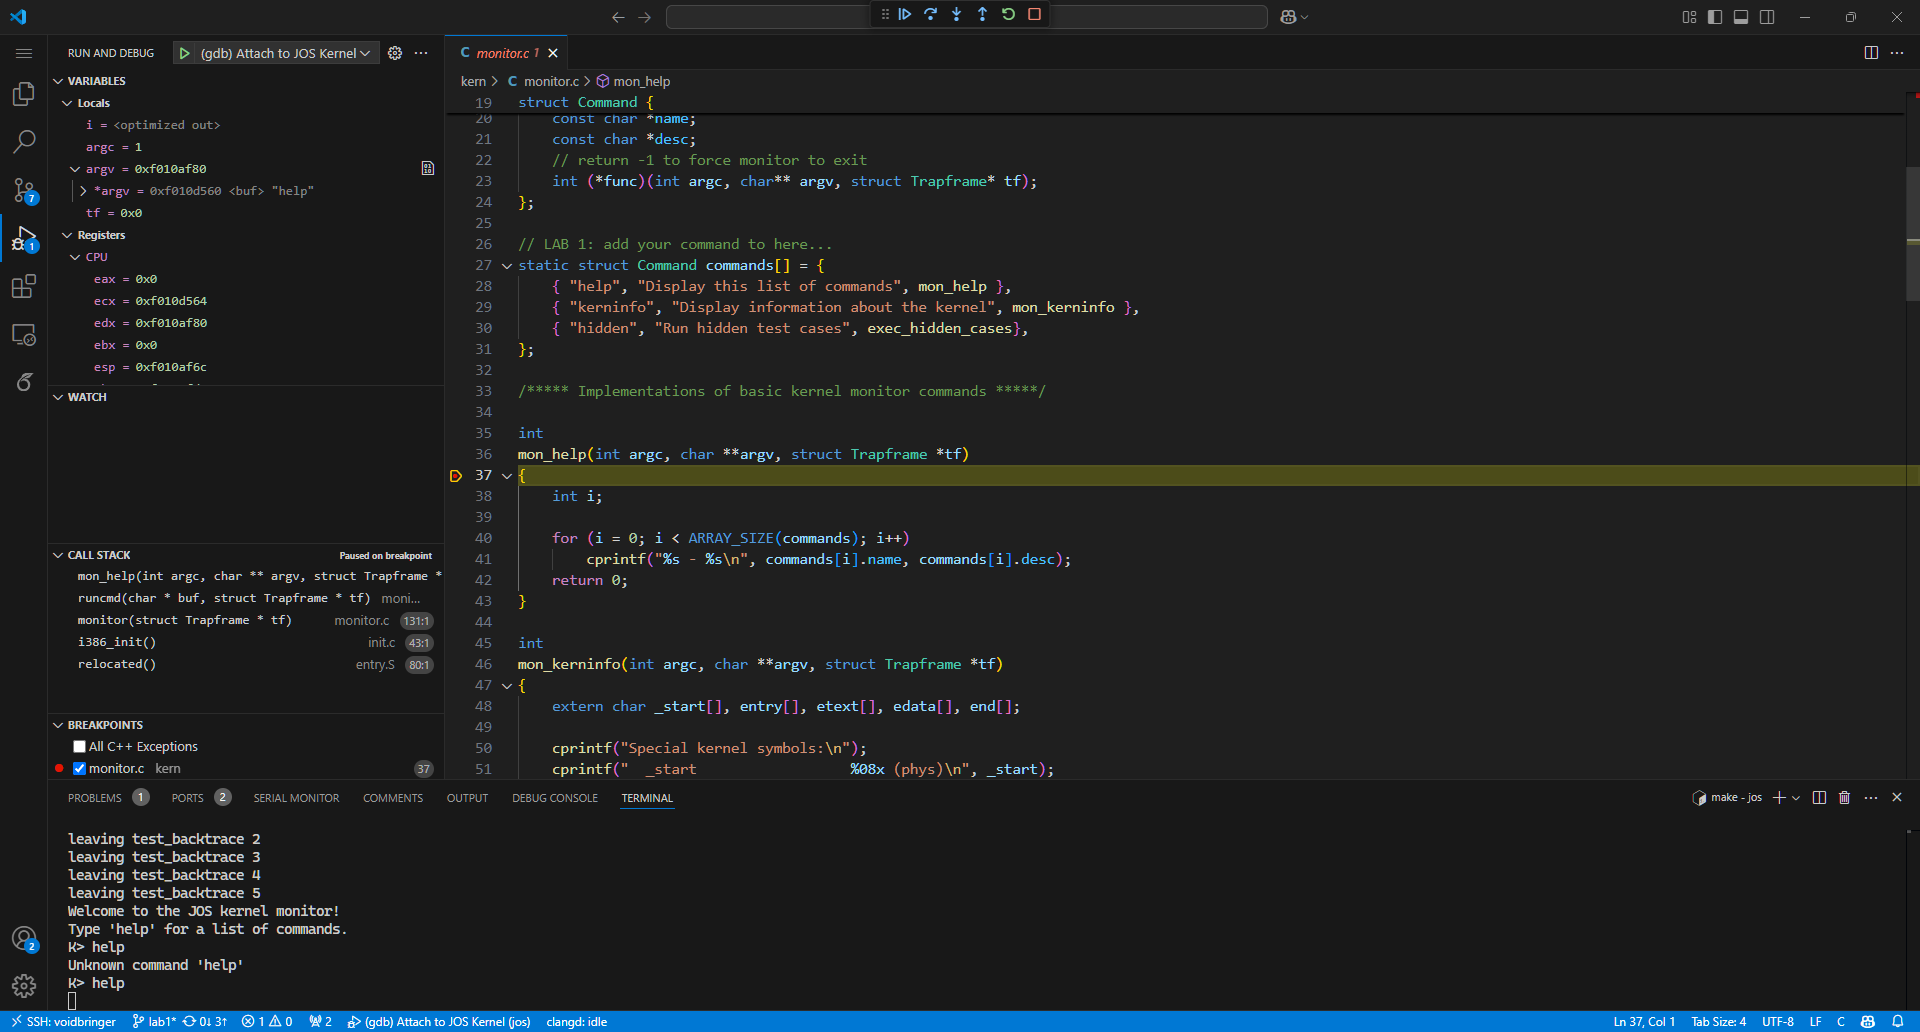 RUN AND DEBUG
(gdb) Attach to JOS Kernel
VARIABLES
Locals
i = <optimized out>
argc = 1
argv = 0xf010af80
*argv = 0xf010d560 <buf> "help"
tf = 0x0
Registers
CPU
eax = 0x0
ecx = 0xf010d564
edx = 0xf010af80
ebx = 0x0
esp = 0xf010af6c
WATCH
CALL STACK
Paused on breakpoint
mon_help(int argc, char ** argv, struct Trapframe *
runcmd(char * buf, struct Trapframe * tf) moni...
monitor(struct Trapframe * tf) monitor.c 131:1
i386_init() init.c 43:1
relocated() entry.S 80:1
BREAKPOINTS
All C++ Exceptions
monitor.c kern 37
7
1
2
C monitor.c 1
kern > C monitor.c > mon_help
19 struct Command {
20 const char *name;
21 const char *desc;
22 // return -1 to force monitor to exit
23 int (*func)(int argc, char** argv, struct Trapframe* tf);
24 };
25
26 // LAB 1: add your command to here...
27 static struct Command commands[] = {
28 { "help", "Display this list of commands", mon_help },
29 { "kerninfo", "Display information about the kernel", mon_kerninfo },
30 { "hidden", "Run hidden test cases", exec_hidden_cases},
31 };
32
33 /***** Implementations of basic kernel monitor commands *****/
34
35 int
36 mon_help(int argc, char **argv, struct Trapframe *tf)
37 {
38 int i;
39
40 for (i = 0; i < ARRAY_SIZE(commands); i++)
41 cprintf("%s - %s\n", commands[i].name, commands[i].desc);
42 return 0;
43 }
44
45 int
46 mon_kerninfo(int argc, char **argv, struct Trapframe *tf)
47 {
48 extern char _start[], entry[], etext[], edata[], end[];
49
50 cprintf("Special kernel symbols:\n");
51 cprintf("  _start                  %08x (phys)\n", _start);
PROBLEMS 1 PORTS 2 SERIAL MONITOR COMMENTS OUTPUT DEBUG CONSOLE TERMINAL
make - jos
leaving test_backtrace 2
leaving test_backtrace 3
leaving test_backtrace 4
leaving test_backtrace 5
Welcome to the JOS kernel monitor!
Type 'help' for a list of commands.
K> help
Unknown command 'help'
K> help
SSH: voidbringer lab1* 0↓ 3↑ 1 0 2 (gdb) Attach to JOS Kernel (jos) clangd: idle
Ln 37, Col 1 Tab Size: 4 UTF-8 LF C